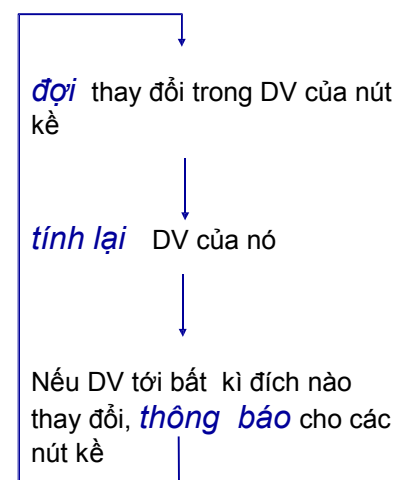 đợi thay đổi trong DV của nút
kề
tính lại DV của nó
Nếu DV tới bất kì đích nào
thay đổi, thông báo cho các
nút kề